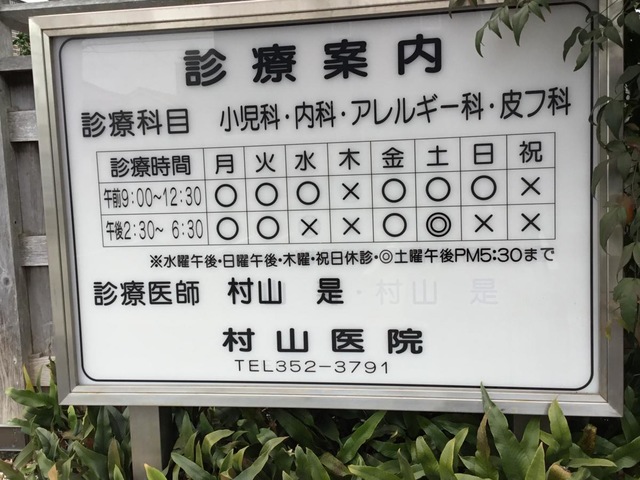 診療案内
診療科目 小児科・内科・アレルギー科・皮フ科
診療時間 月 火 水 木 金 土 日 祝
午前9:00~12:30 ○ ○ ○ × ○ ○ ○ ×
午後2:30~ 6:30 ○ ○ × × ○ ◎ × ×
※水曜午後・日曜午後・木曜・祝日休診・◎土曜午後PM5:30まで
診療医師 村山 是・村山 是
村山医院
TEL352-3791